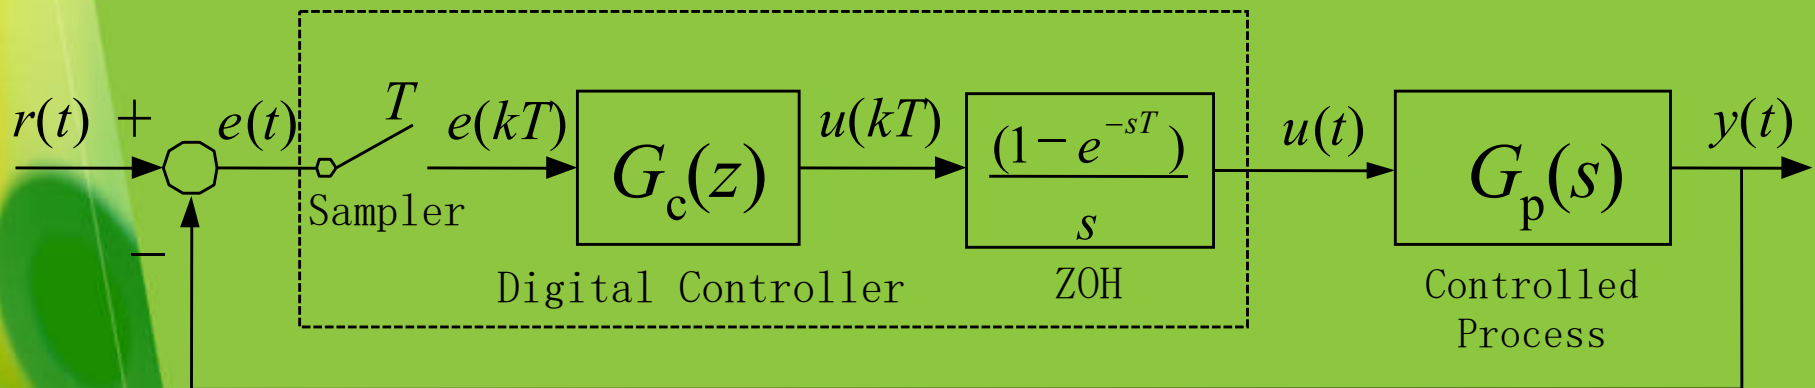 r(t) + e(t) T e(kT) G_c(z) u(kT) (1 − e^{−sT}) / s u(t) G_p(s) y(t)
−
Sampler
Digital Controller ZOH Controlled
Process